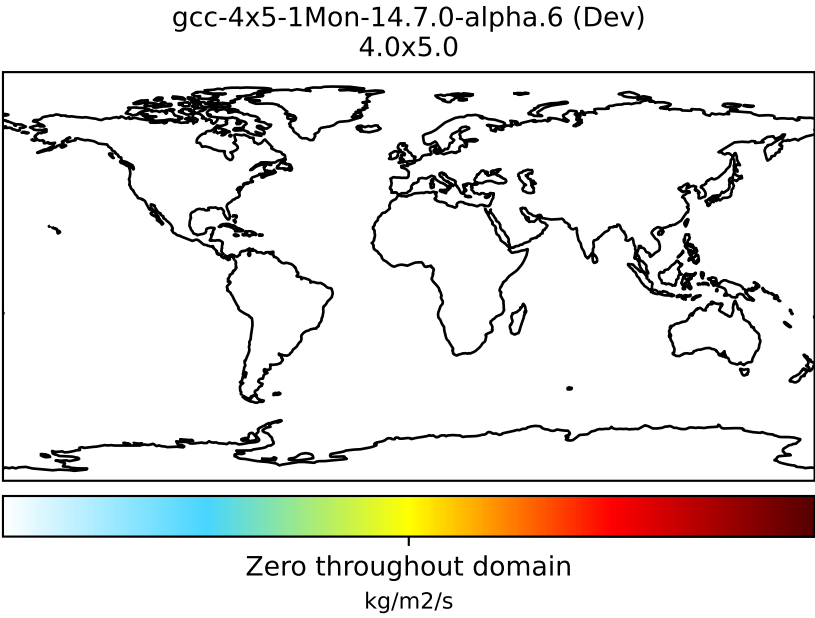 gcc-4x5-1Mon-14.7.0-alpha.6 (Dev)
4.0x5.0
Zero throughout domain
kg/m2/s